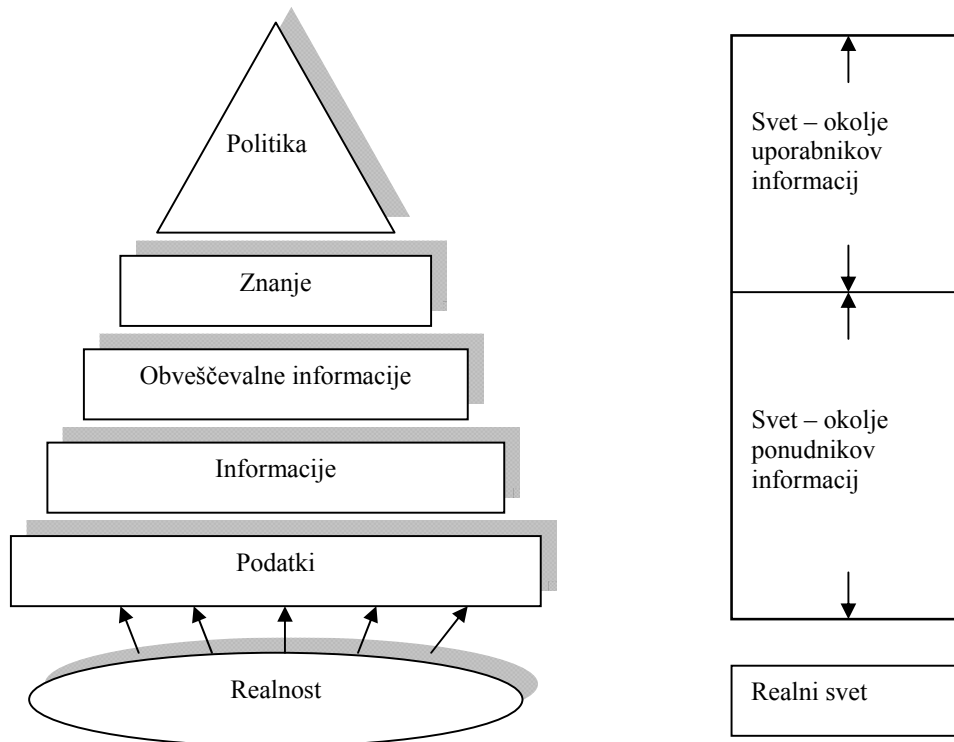 Politika
Znanje
Obveščevalne informacije
Informacije
Podatki
Realnost
Svet – okolje
uporabnikov
informacij
Svet – okolje
ponudnikov
informacij
Realni svet